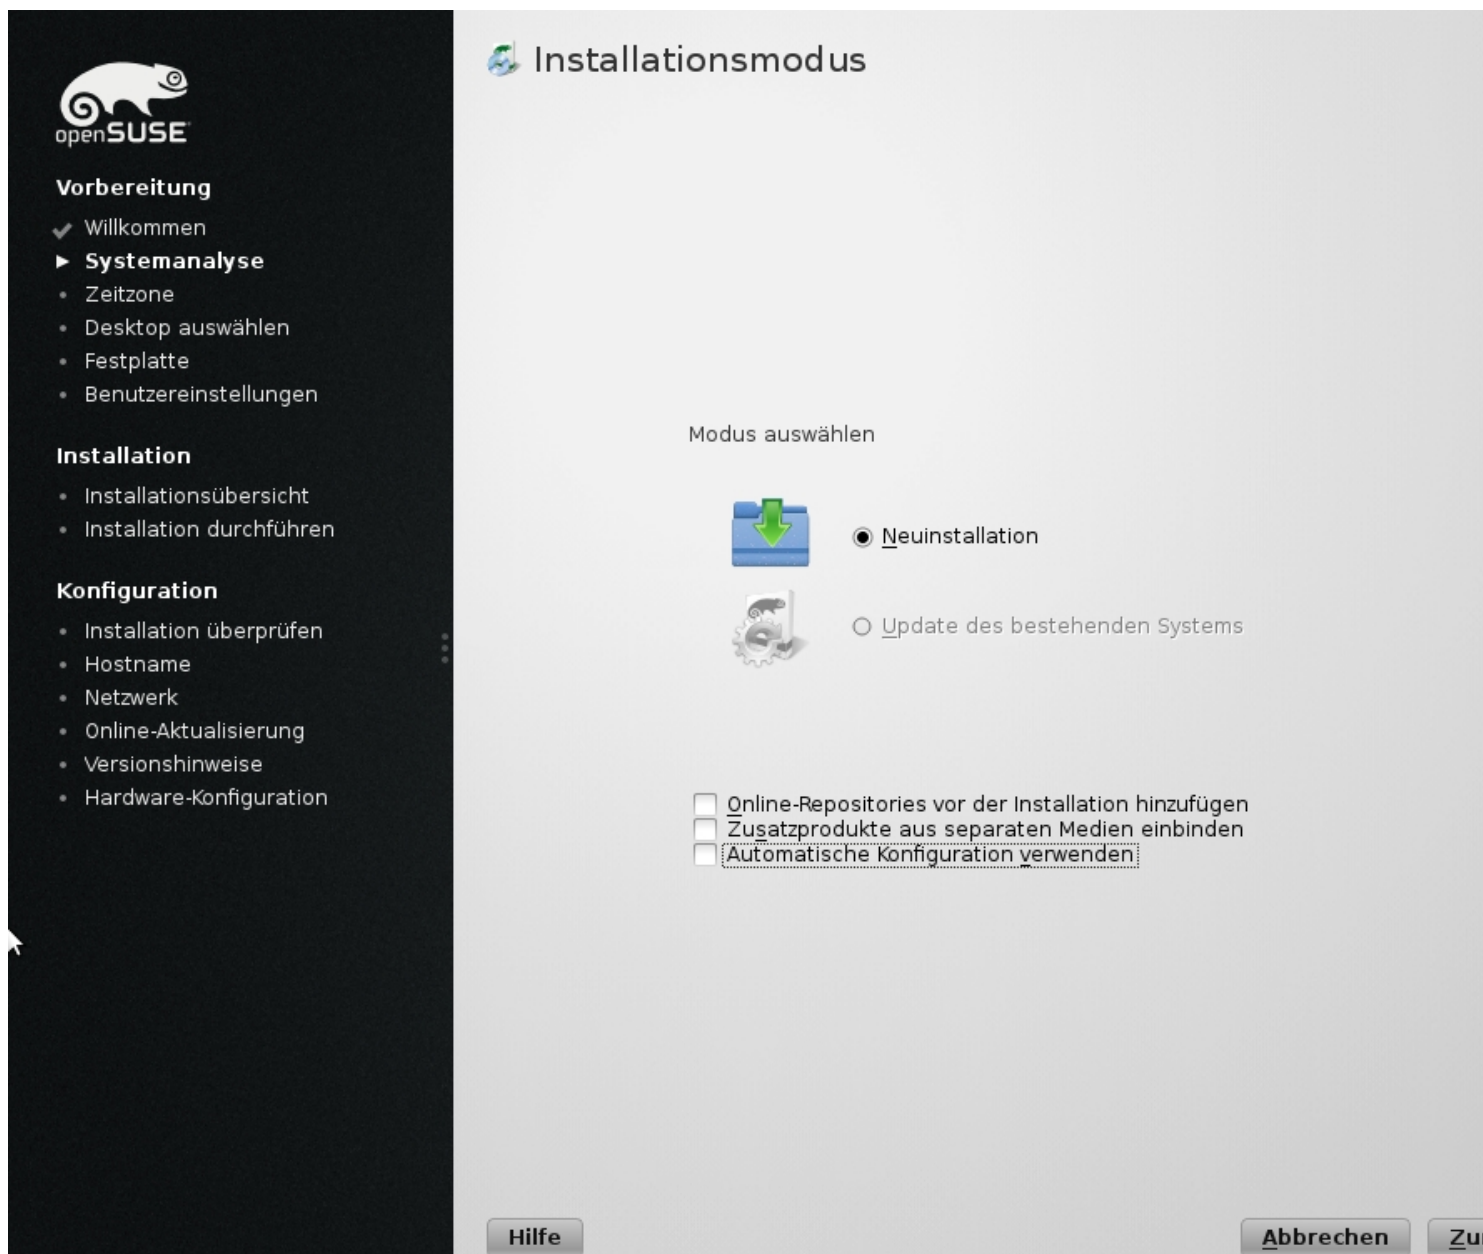 openSUSE
Vorbereitung
Willkommen
Systemanalyse
Zeitzone
Desktop auswählen
Festplatte
Benutzereinstellungen
Installation
Installationsübersicht
Installation durchführen
Konfiguration
Installation überprüfen
Hostname
Netzwerk
Online-Aktualisierung
Versionshinweise
Hardware-Konfiguration
Installationsmodus
Modus auswählen
Neuinstallation
Update des bestehenden Systems
Online-Repositories vor der Installation hinzufügen
Zusatzprodukte aus separaten Medien einbinden
Automatische Konfiguration verwenden
Hilfe
Abbrechen
Zu